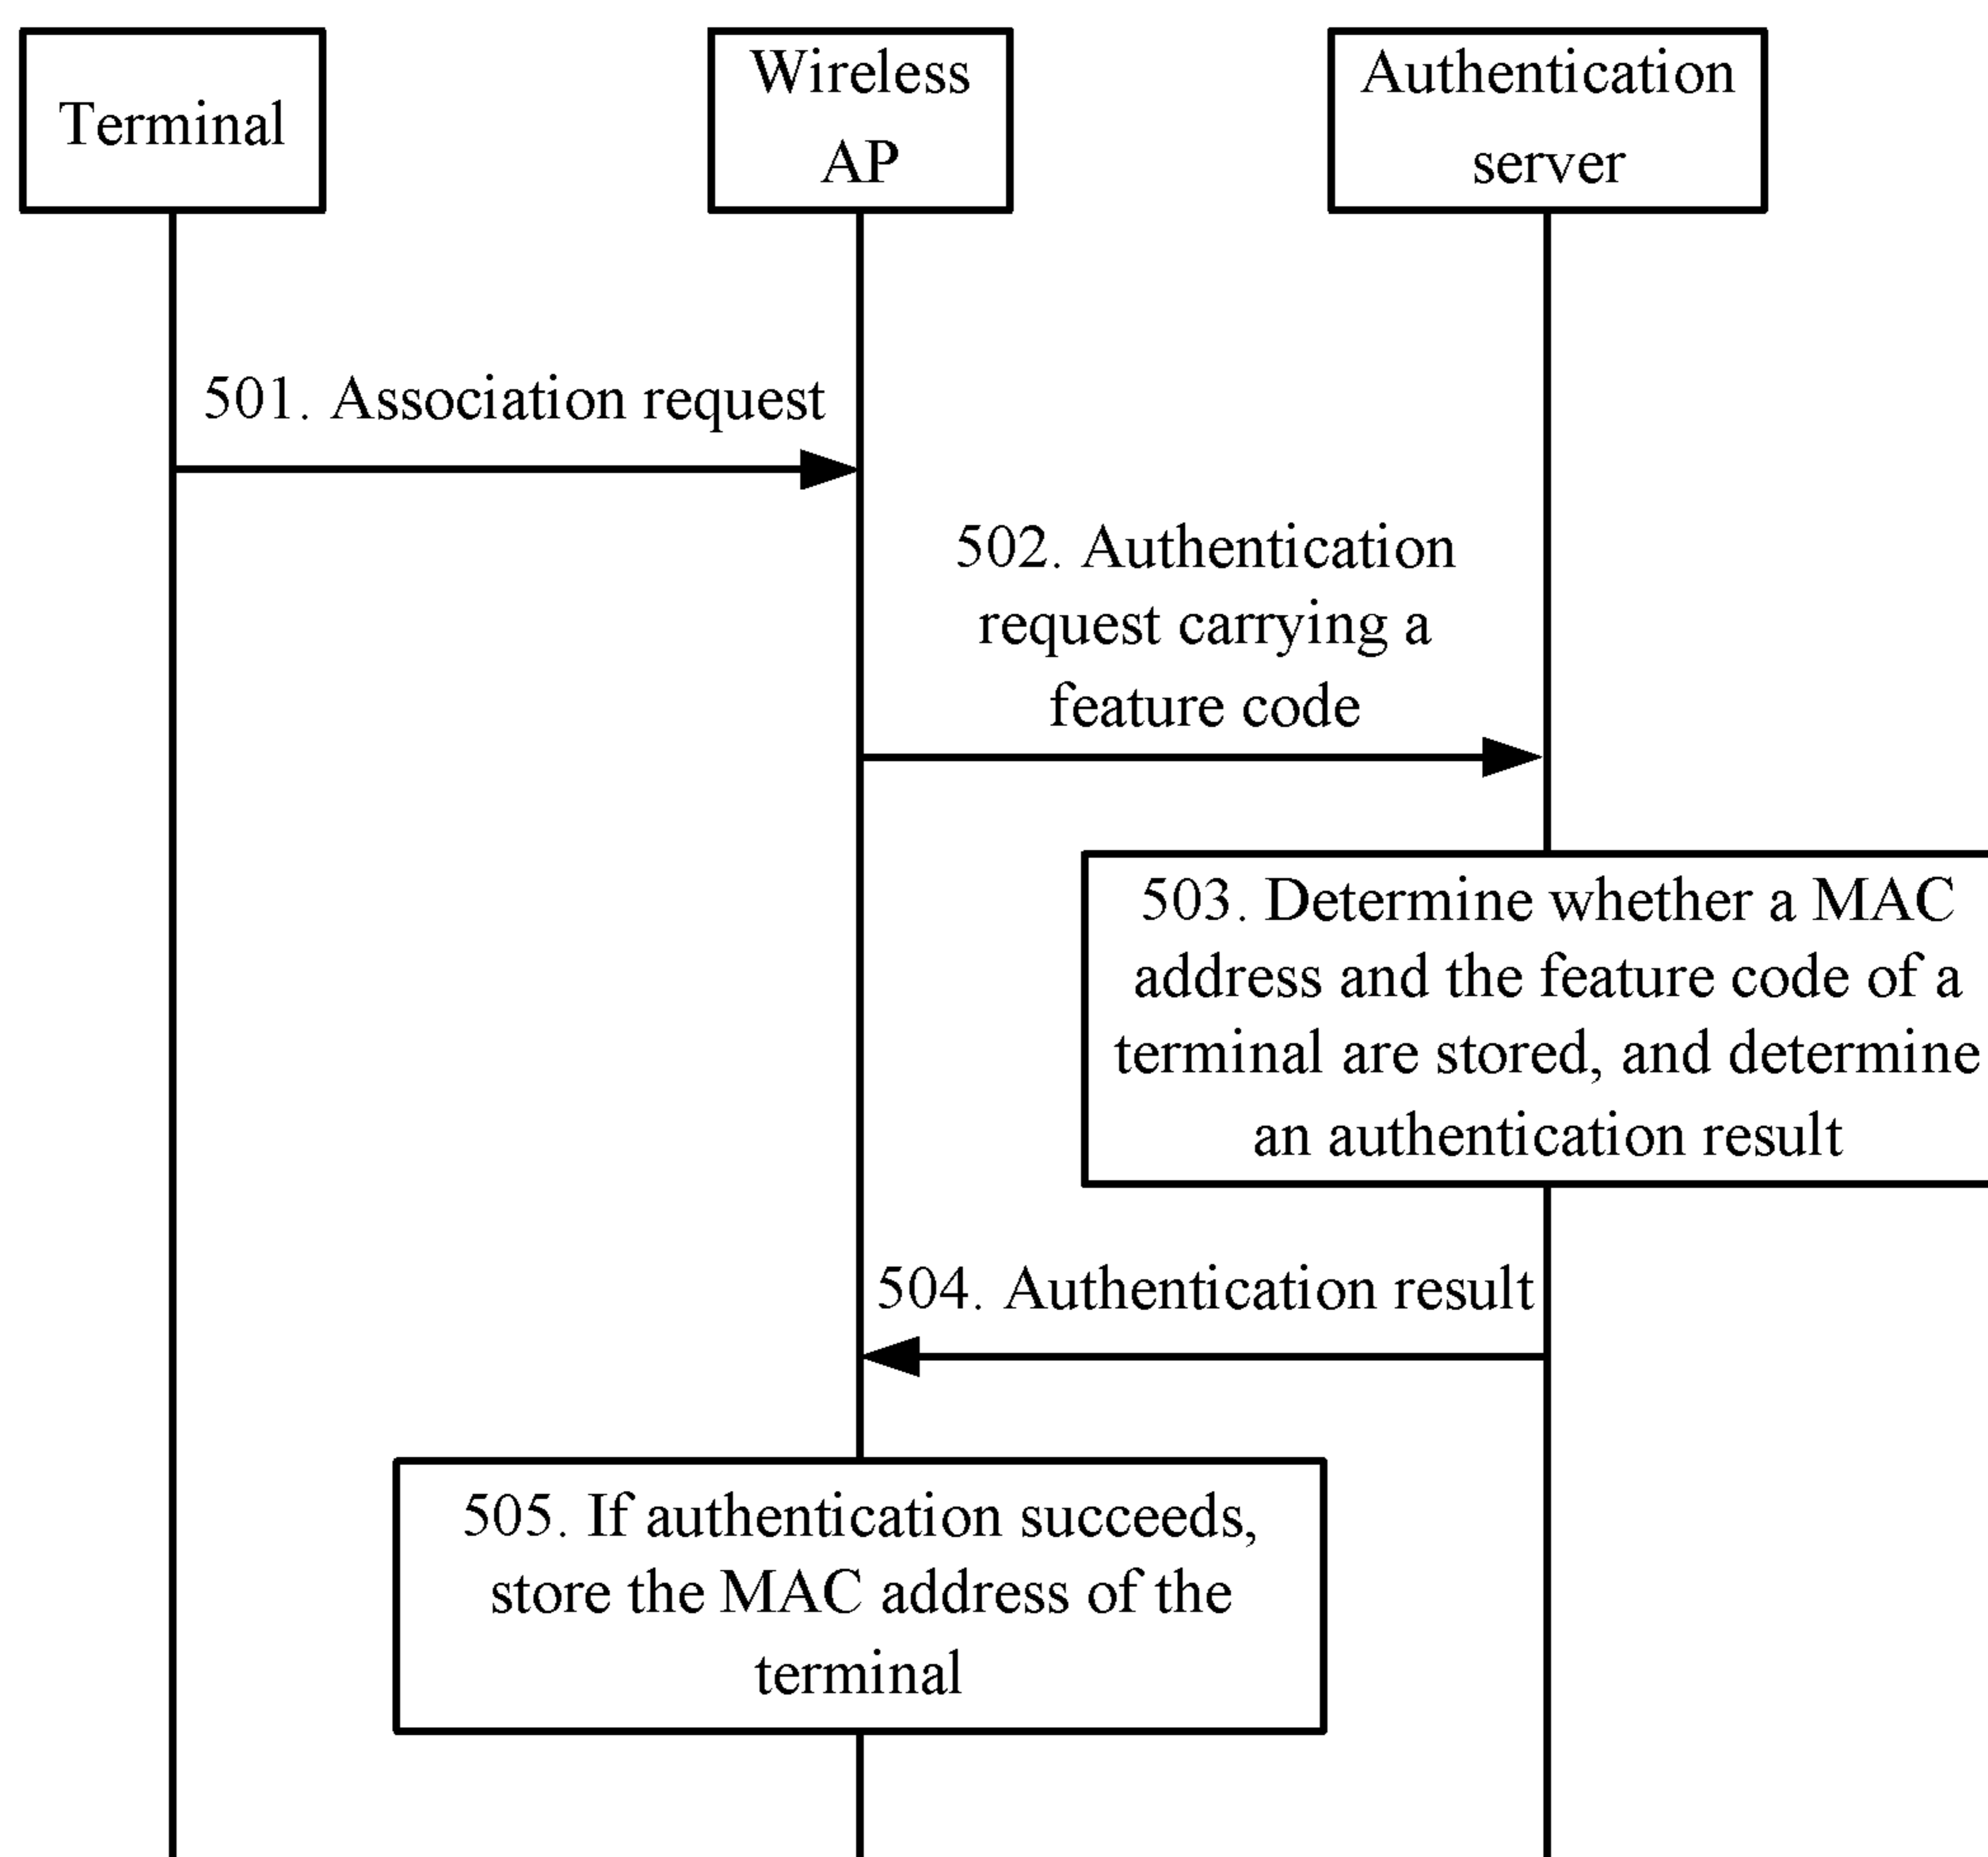 Terminal
Wireless
AP
Authentication
server
501. Association request
502. Authentication
request carrying a
feature code
503. Determine whether a MAC
address and the feature code of a
terminal are stored, and determine
an authentication result
504. Authentication result
505. If authentication succeeds,
store the MAC address of the
terminal